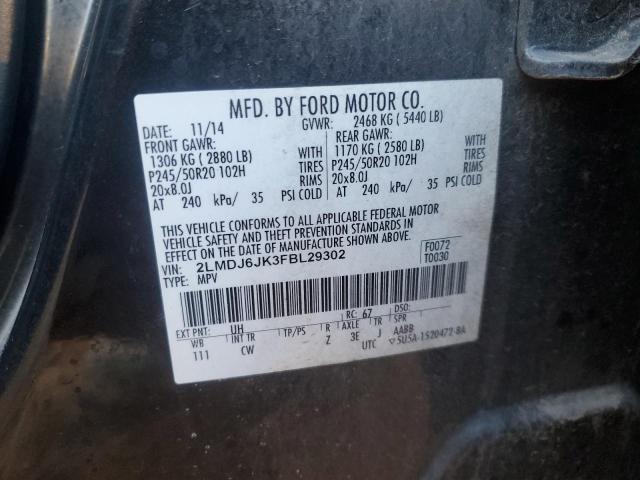 MFD. BY FORD MOTOR CO.
DATE: 11/14 GVWR: 2468 KG ( 5440 LB)
FRONT GAWR: REAR GAWR:
1306 KG ( 2880 LB) 1170 KG ( 2580 LB)
P245/50R20 102H TIRES P245/50R20 102H TIRES
20x8.0J RIMS 20x8.0J RIMS
AT 240 kPa/ 35 PSI COLD AT 240 kPa/ 35 PSI COLD
THIS VEHICLE CONFORMS TO ALL APPLICABLE FEDERAL MOTOR
VEHICLE SAFETY AND THEFT PREVENTION STANDARDS IN
EFFECT ON THE DATE OF MANUFACTURE SHOWN ABOVE.
VIN: 2LMDJ6JK3FBL29302 F0072
TYPE: MPV T0030
EXT PNT: UH RC: 67 DSO:
WB INT TR TP/PS R AXLE TR AABB
111 CW Z 3E J
UTC 5U5A-1520472-BA